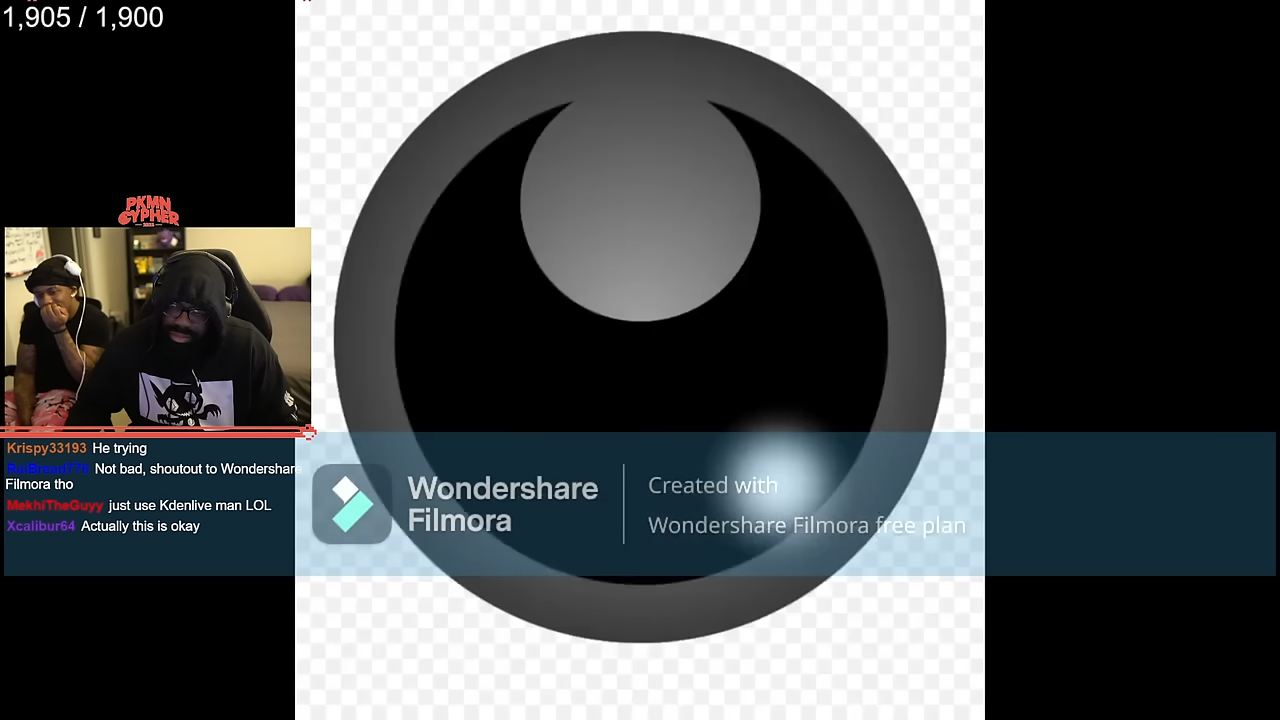 1,905 / 1,900
PKMN
CYPHER
Krispy33193 He trying
Not bad, shoutout to Wondershare
Filmora tho
MekhiTheGuyy just use Kdenlive man LOL
Xcalibur64 Actually this is okay
Wondershare
Filmora
Created with
Wondershare Filmora free plan